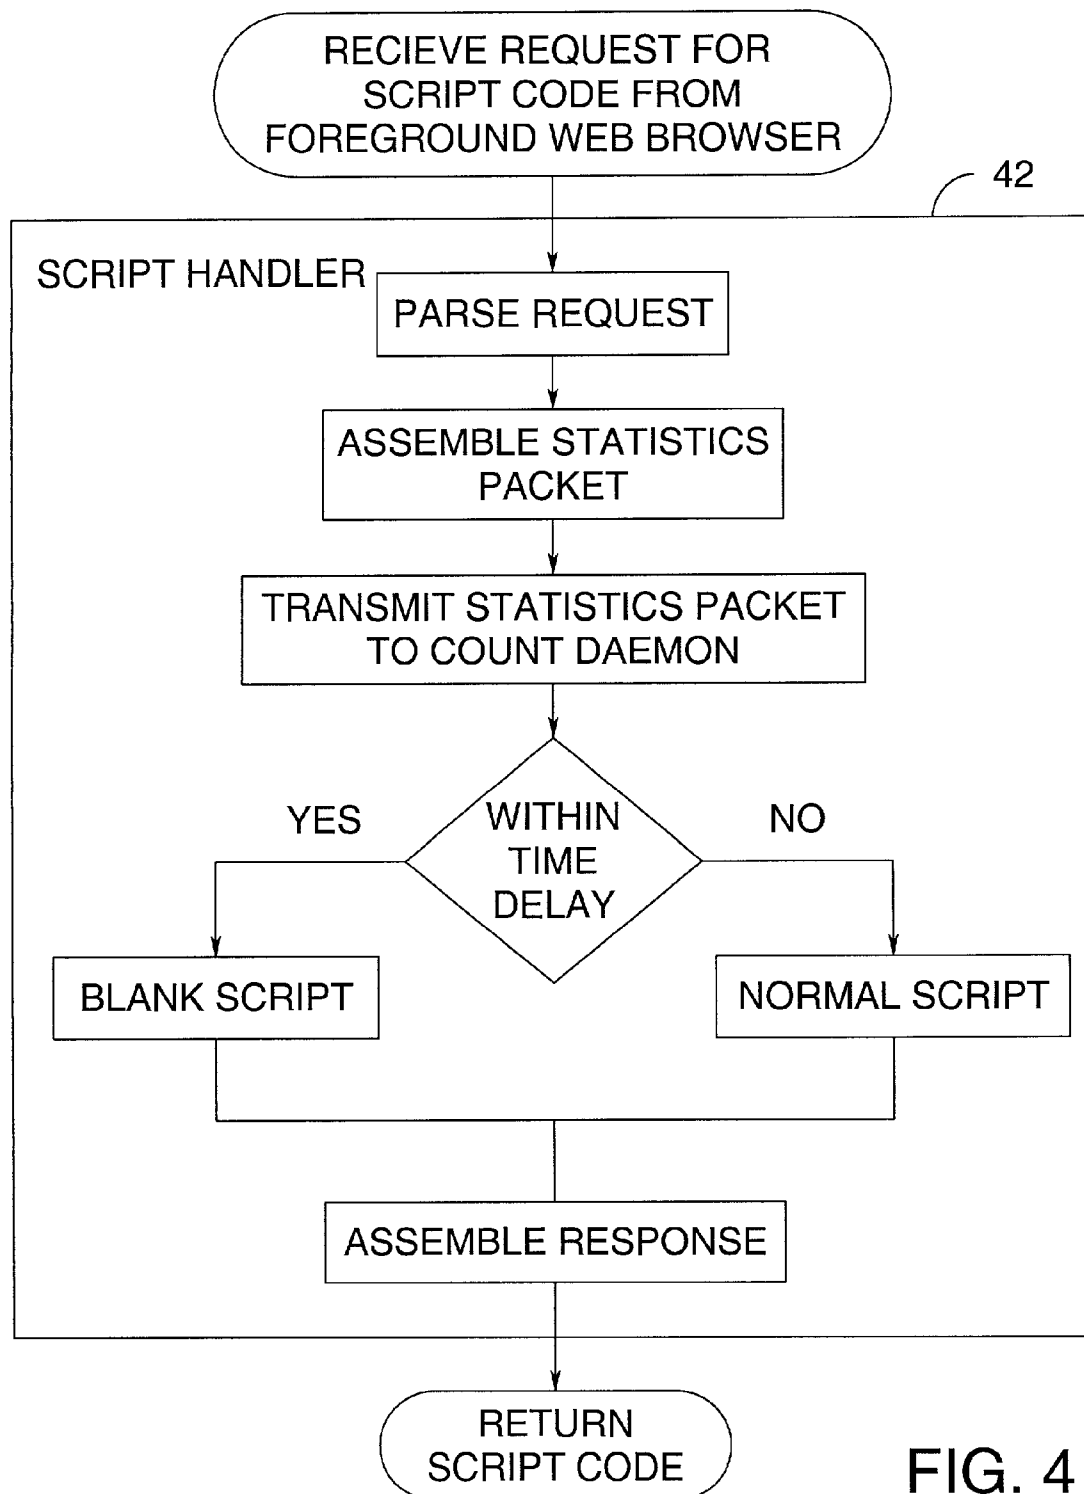 RECIEVE REQUEST FOR
SCRIPT CODE FROM
FOREGROUND WEB BROWSER
42
SCRIPT HANDLER
PARSE REQUEST
ASSEMBLE STATISTICS
PACKET
TRANSMIT STATISTICS PACKET
TO COUNT DAEMON
YES
WITHIN
TIME
DELAY
NO
BLANK SCRIPT
NORMAL SCRIPT
ASSEMBLE RESPONSE
RETURN
SCRIPT CODE
FIG. 4